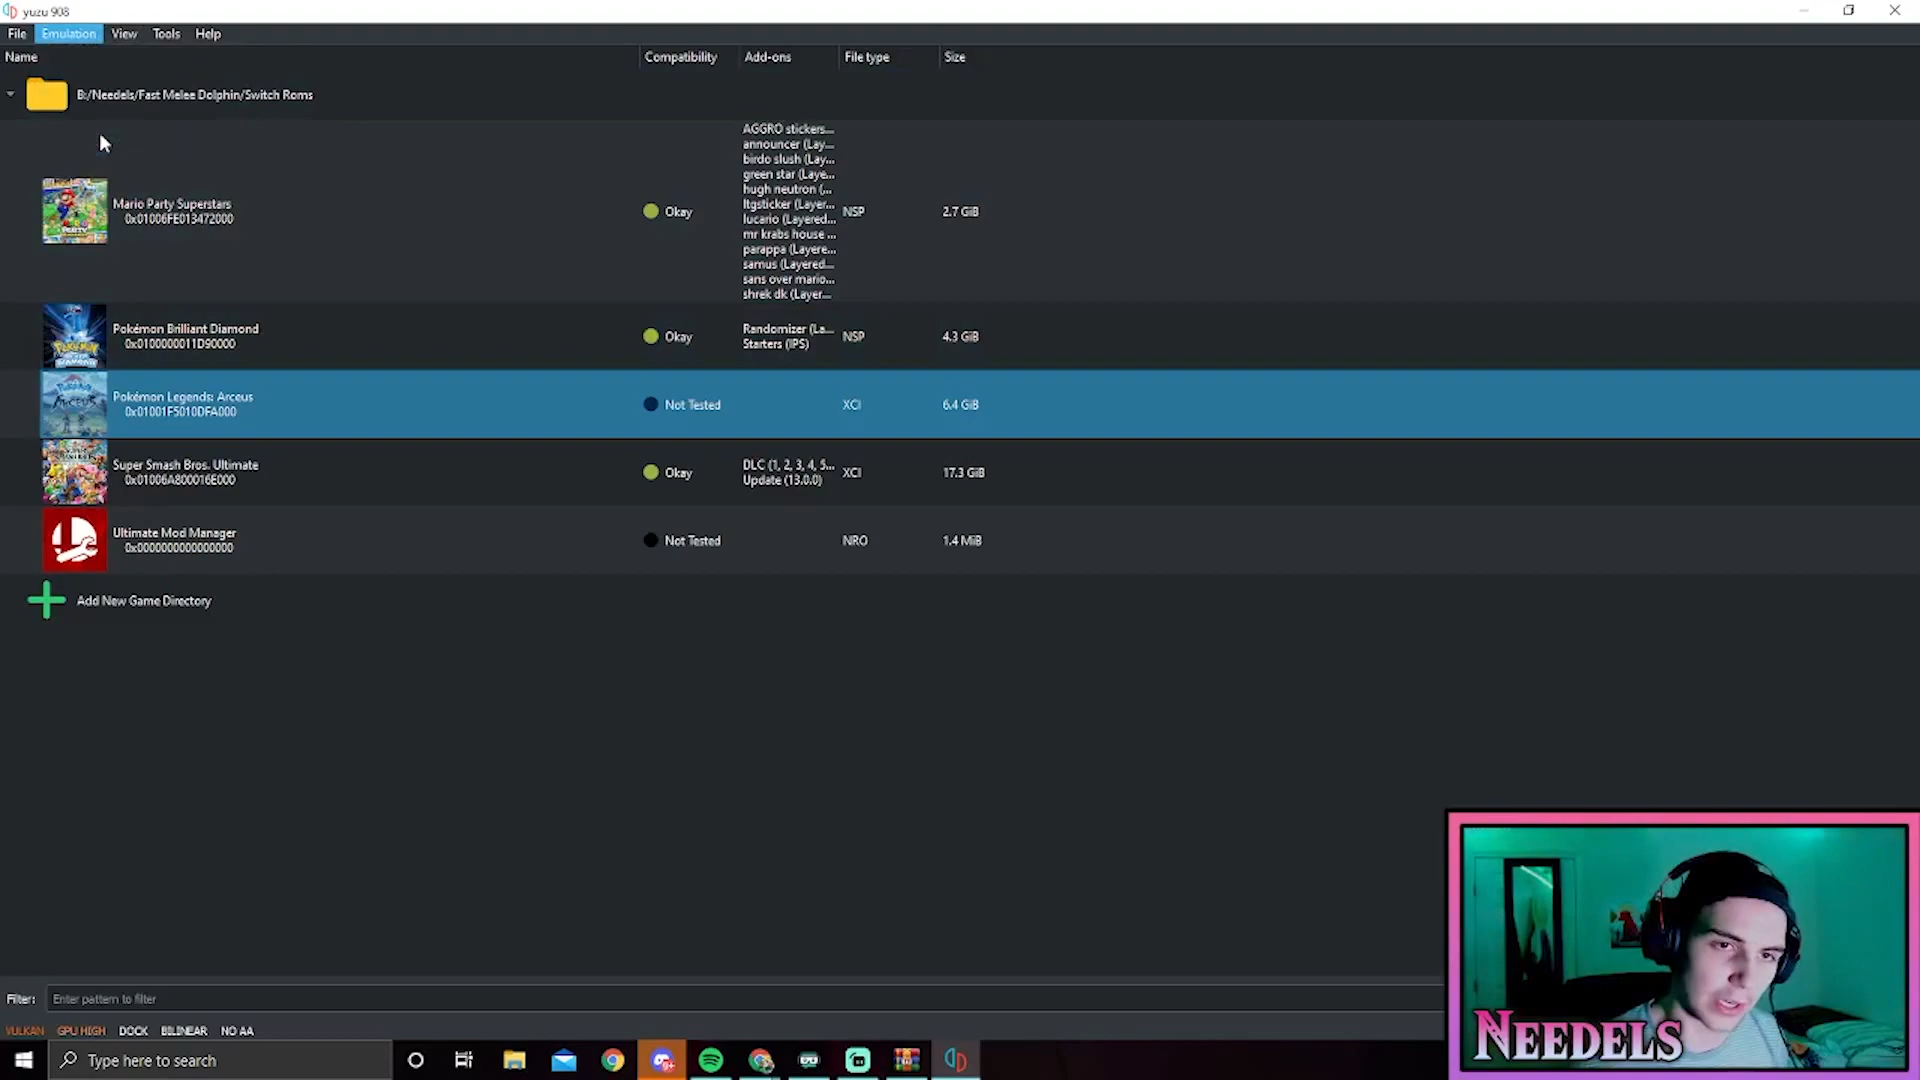 yuzu 908
File Emulation View Tools Help
Name Compatibility Add-ons File type Size
B:/Needels/Fast Melee Dolphin/Switch Roms
Mario Party Superstars
0x01006FE013472000
Okay
AGGRO stickers...
announcer (Lay...
birdo slush (Lay...
green star (Laye...
hugh neutron (...
ltgsticker (Layer...
lucario (Layered...
mr krabs house ...
parappa (Layere...
samus (Layered...
sans over mario...
shrek dk (Layer...
NSP
2.7 GiB
Pokémon Brilliant Diamond
0x0100000011D90000
Okay
Randomizer (La...
Starters (IPS)
NSP
4.3 GiB
Pokémon Legends: Arceus
0x01001F5010DFA000
Not Tested
XCI
6.4 GiB
Super Smash Bros. Ultimate
0x01006A800016E000
Okay
DLC (1, 2, 3, 4, 5...
Update (13.0.0)
XCI
17.3 GiB
Ultimate Mod Manager
0x0000000000000000
Not Tested
NRO
1.4 MiB
Add New Game Directory
Filter: Enter pattern to filter
VULKAN GPU HIGH DOCK BILINEAR NO AA
Type here to search
NEEDELS